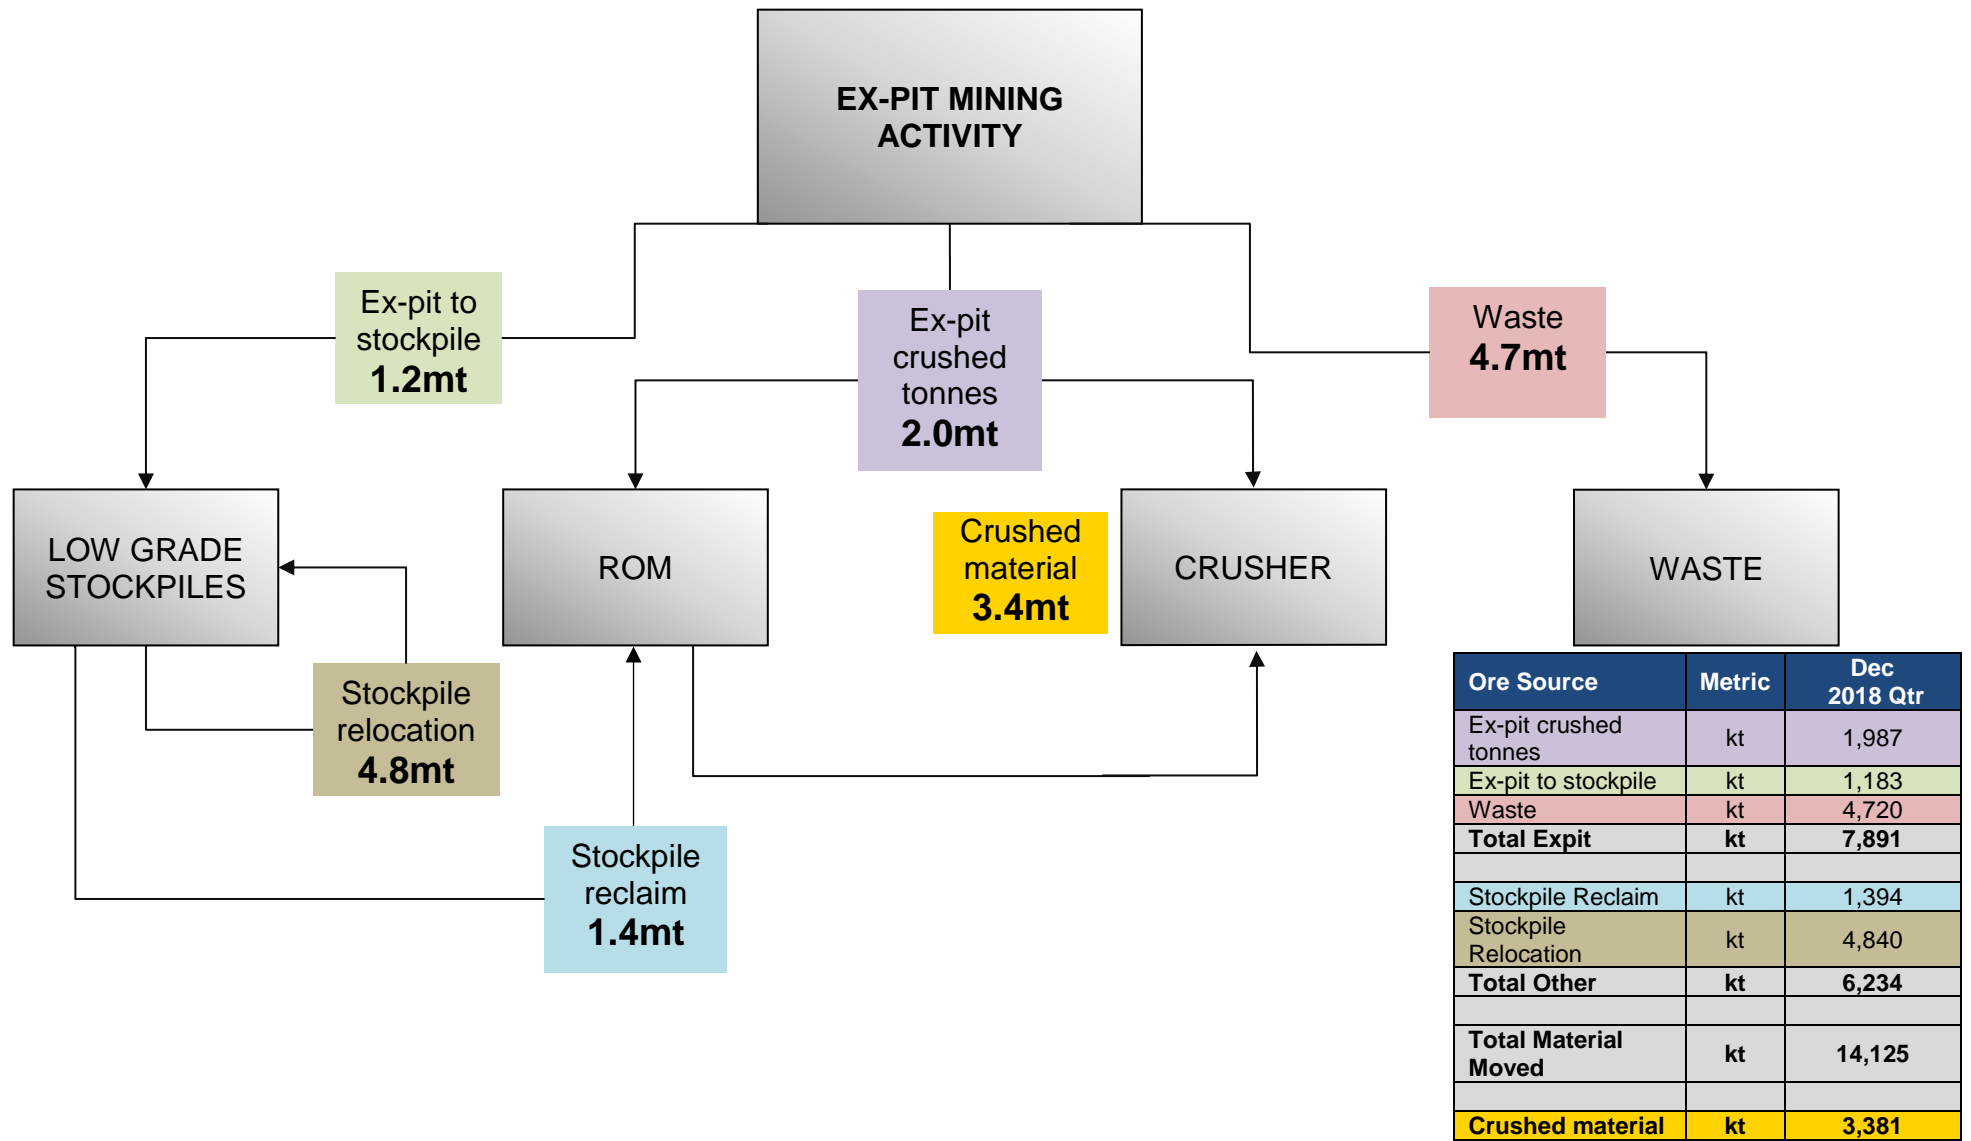 EX-PIT MINING
ACTIVITY
Ex-pit to
stockpile
1.2mt
Ex-pit
crushed
tonnes
2.0mt
Waste
4.7mt
LOW GRADE
STOCKPILES
ROM
Crushed
material
3.4mt
CRUSHER
WASTE
Stockpile
relocation
4.8mt
Stockpile
reclaim
1.4mt
Ore Source Metric Dec
2018 Qtr
Ex-pit crushed
tonnes kt 1,987
Ex-pit to stockpile kt 1,183
Waste kt 4,720
Total Expit kt 7,891
Stockpile Reclaim kt 1,394
Stockpile
Relocation kt 4,840
Total Other kt 6,234
Total Material
Moved kt 14,125
Crushed material kt 3,381